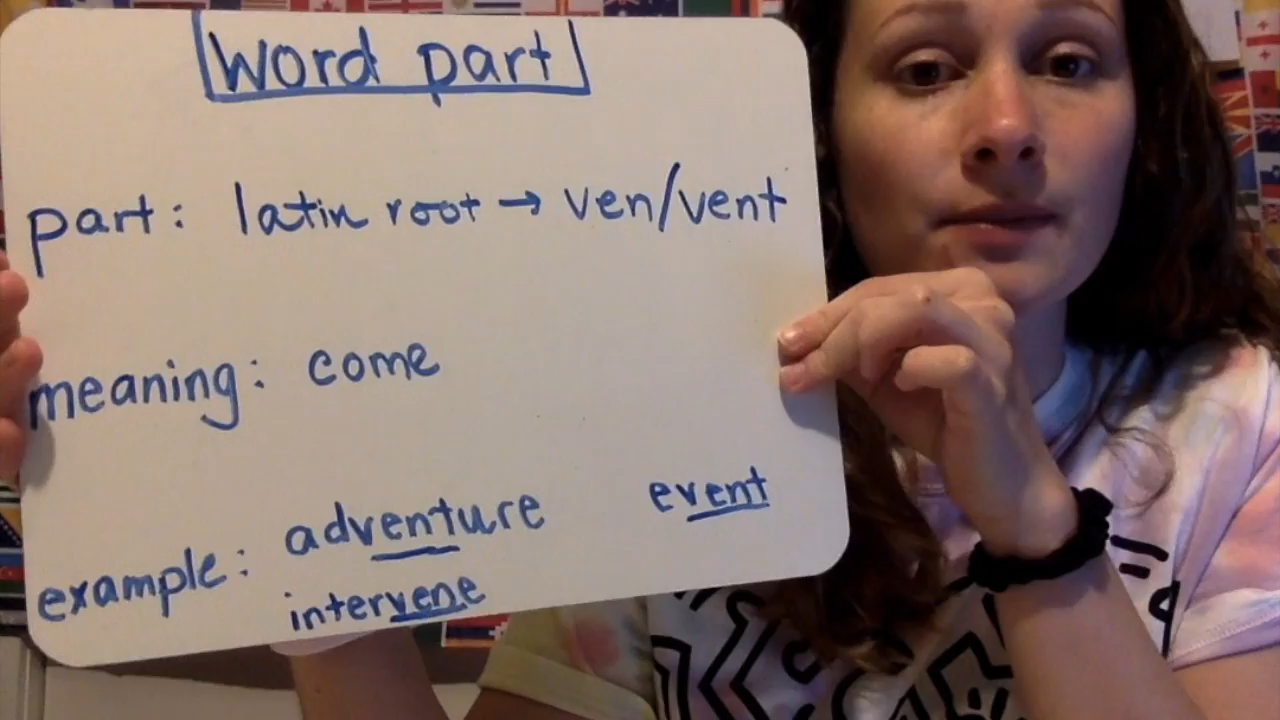 word part
part: latin root → ven/vent
meaning: come
example: adventure event
intervene